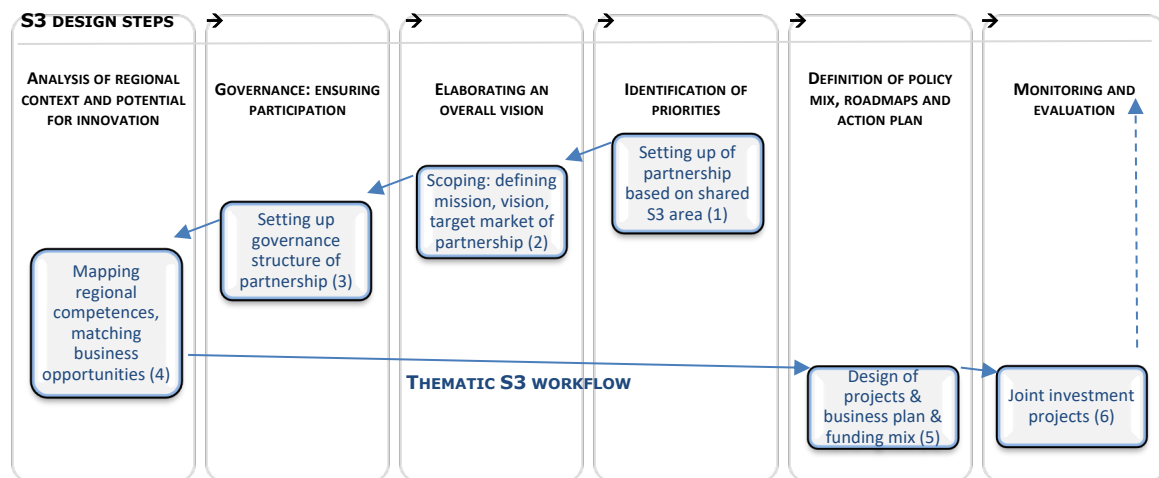 S3 DESIGN STEPS
ANALYSIS OF REGIONAL
CONTEXT AND POTENTIAL
FOR INNOVATION
GOVERNANCE: ENSURING
PARTICIPATION
ELABORATING AN
OVERALL VISION
IDENTIFICATION OF
PRIORITIES
DEFINITION OF POLICY
MIX, ROADMAPS AND
ACTION PLAN
MONITORING AND
EVALUATION
Setting up of
partnership
based on shared
S3 area (1)
Scoping: defining
mission, vision,
target market of
partnership (2)
Setting up
governance
structure of
partnership (3)
Mapping
regional
competences,
matching
business
opportunities (4)
THEMATIC S3 WORKFLOW
Design of
projects &
business plan &
funding mix (5)
Joint investment
projects (6)